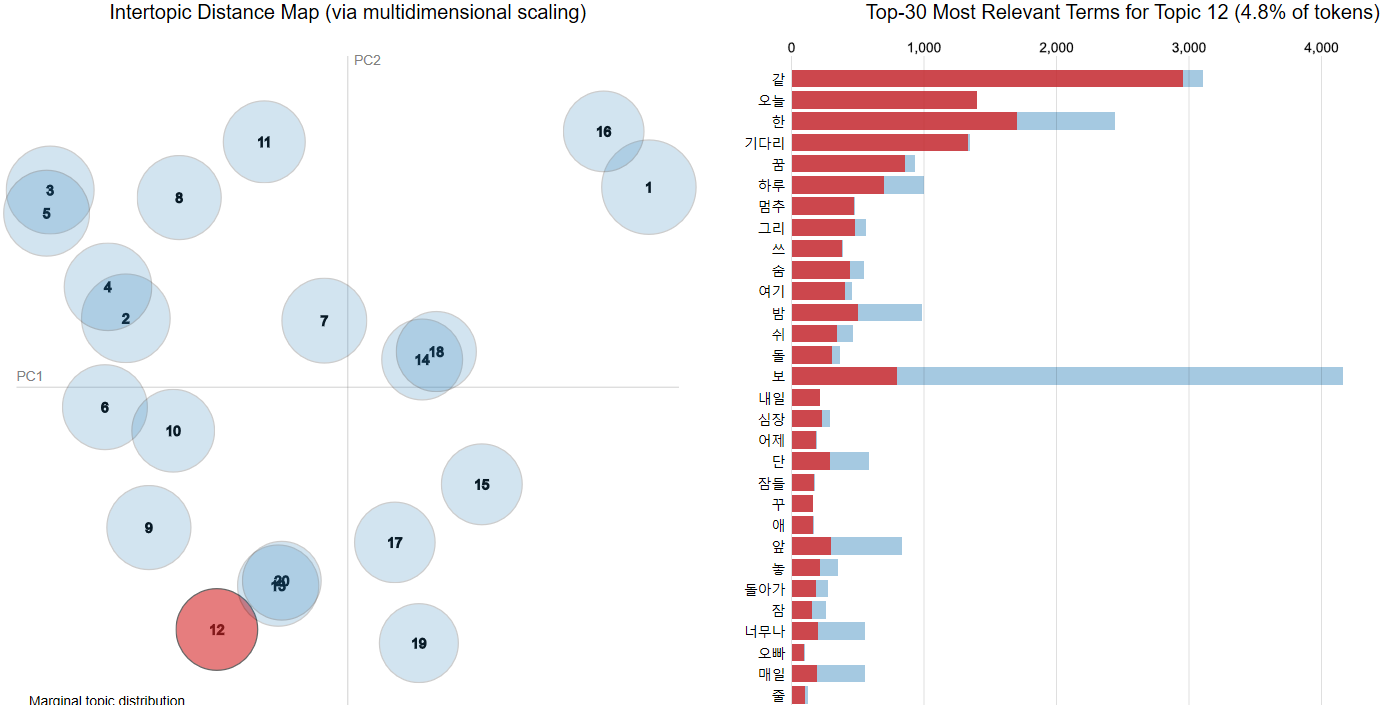 Intertopic Distance Map (via multidimensional scaling)
PC2
PC1
16
11
1
3
8
5
4
2
7
18
14
6
10
15
9
17
20
13
12
19
Marginal topic distribution
Top-30 Most Relevant Terms for Topic 12 (4.8% of tokens)
0 1,000 2,000 3,000 4,000
같
오늘
한
기다리
꿈
하루
멈추
그리
쓰
숨
여기
밤
쉬
돌
보
내일
심장
어제
단
잠들
꾸
애
앞
놓
돌아가
잠
너무나
오빠
매일
줄